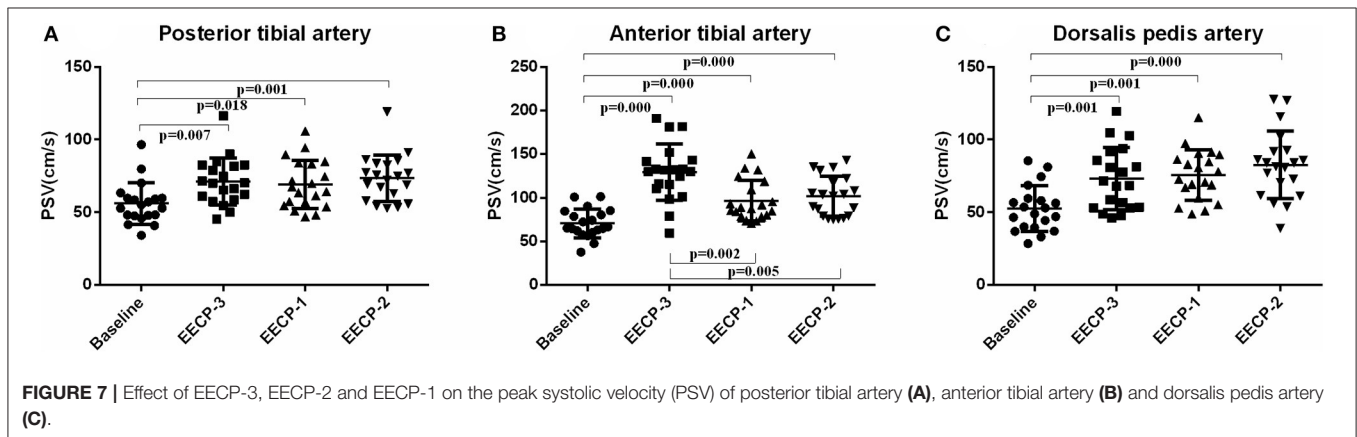 A Posterior tibial artery
150
100
50
0
PSV(cm/s)
p=0.001
p=0.018
p=0.007
Baseline
EECP-3
EECP-1
EECP-2
B Anterior tibial artery
250
200
150
100
50
0
PSV(cm/s)
p=0.000
p=0.000
p=0.000
p=0.002
p=0.005
Baseline
EECP-3
EECP-1
EECP-2
C Dorsalis pedis artery
150
100
50
0
PSV(cm/s)
p=0.000
p=0.001
p=0.001
Baseline
EECP-3
EECP-1
EECP-2
FIGURE 7 | Effect of EECP-3, EECP-2 and EECP-1 on the peak systolic velocity (PSV) of posterior tibial artery (A), anterior tibial artery (B) and dorsalis pedis artery
(C).